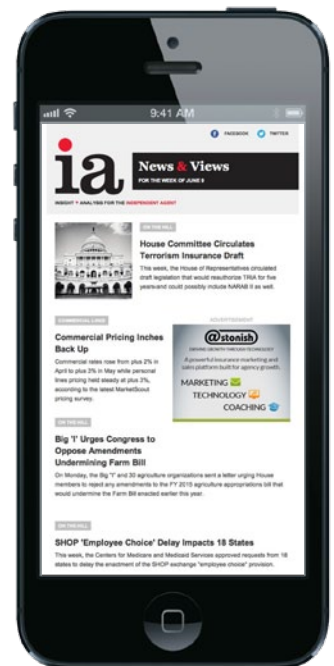 9:41 AM
FACEBOOK
TWITTER
ia
News & Views
FOR THE WEEK OF JUNE 9
INSIGHT + ANALYSIS FOR THE INDEPENDENT AGENT
ON THE HILL
House Committee Circulates
Terrorism Insurance Draft
This week, the House of Representatives circulated
draft legislation that would reauthorize TRIA for five
years-and could possibly include NARAB II as well.
COMMERCIAL LINES
Commercial Pricing Inches
Back Up
Commercial rates rose from plus 2% in
April to plus 3% in May while personal
lines pricing held steady at plus 3%,
according to the latest MarketScout
pricing survey.
ADVERTISEMENT
@stonish
DRIVING GROWTH THROUGH TECHNOLOGY
A powerful insurance marketing and
sales platform built for agency growth.
MARKETING
TECHNOLOGY
COACHING
ON THE HILL
Big 'I' Urges Congress to
Oppose Amendments
Undermining Farm Bill
On Monday, the Big "I" and 30 agriculture organizations sent a letter urging House
members to reject any amendments to the FY 2015 agriculture appropriations bill that
would undermine the Farm Bill enacted earlier this year.
ON THE HILL
SHOP 'Employee Choice' Delay Impacts 18 States
This week, the Centers for Medicare and Medicaid Services approved requests from 18
states to delay the enactment of the SHOP exchange "employee choice" provision.